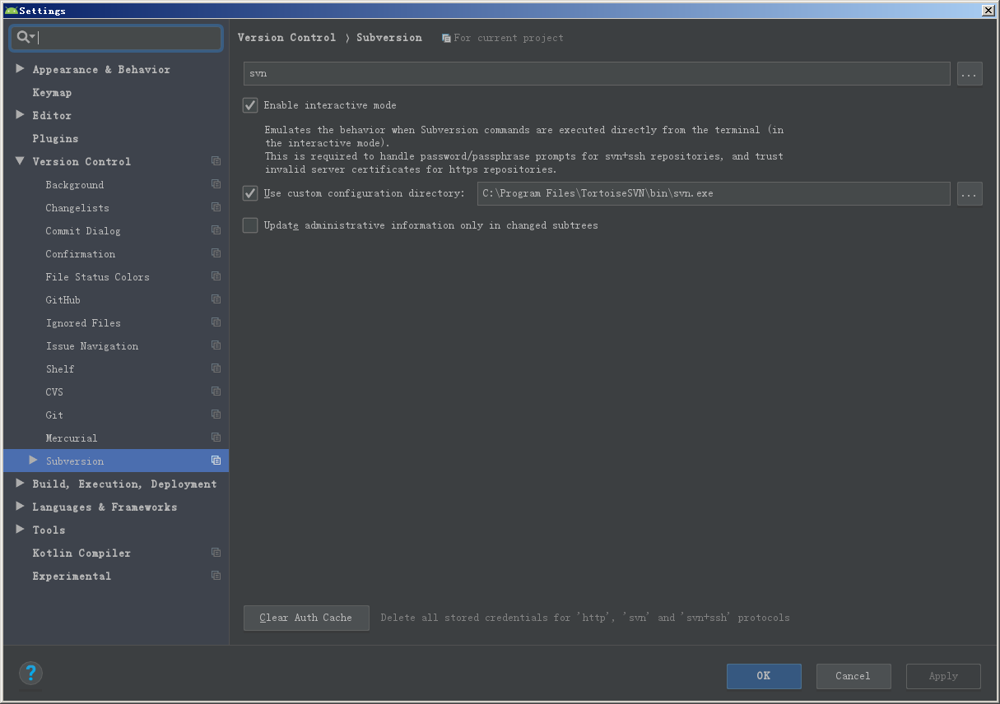 Settings
Version Control 〉 Subversion For current project
svn
...
Enable interactive mode
Emulates the behavior when Subversion commands are executed directly from the terminal (in
the interactive mode).
This is required to handle password/passphrase prompts for svn+ssh repositories, and trust
invalid server certificates for https repositories.
Use custom configuration directory: C:\Program Files\TortoiseSVN\bin\svn.exe
...
Update administrative information only in changed subtrees
Appearance & Behavior
Keymap
Editor
Plugins
Version Control
Background
Changelists
Commit Dialog
Confirmation
File Status Colors
GitHub
Ignored Files
Issue Navigation
Shelf
CVS
Git
Mercurial
Subversion
Build, Execution, Deployment
Languages & Frameworks
Tools
Kotlin Compiler
Experimental
Clear Auth Cache Delete all stored credentials for 'http', 'svn' and 'svn+ssh' protocols
?
OK Cancel Apply